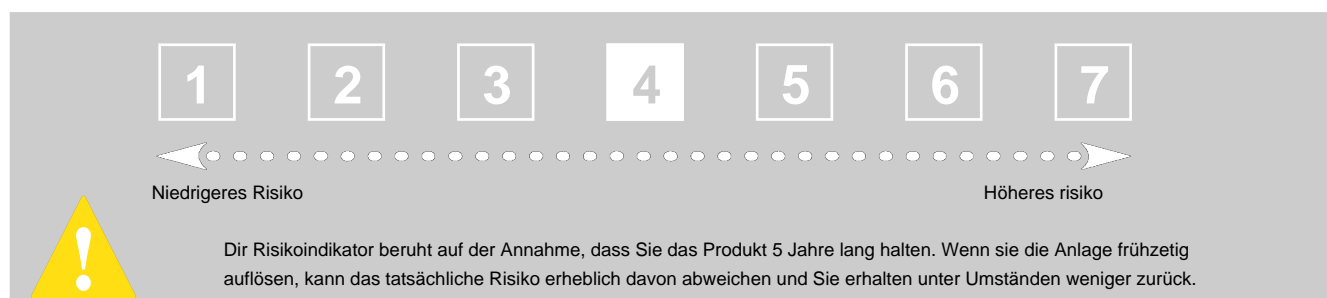 1 2 3 4 5 6 7
Niedrigeres Risiko Höheres risiko
!
Dir Risikoindikator beruht auf der Annahme, dass Sie das Produkt 5 Jahre lang halten. Wenn sie die Anlage frühzetig
auflösen, kann das tatsächliche Risiko erheblich davon abweichen und Sie erhalten unter Umständen weniger zurück.